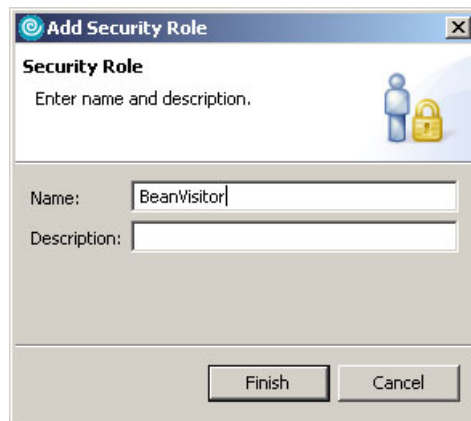 Add Security Role
Security Role
Enter name and description.
Name: BeanVisitor
Description:
Finish Cancel